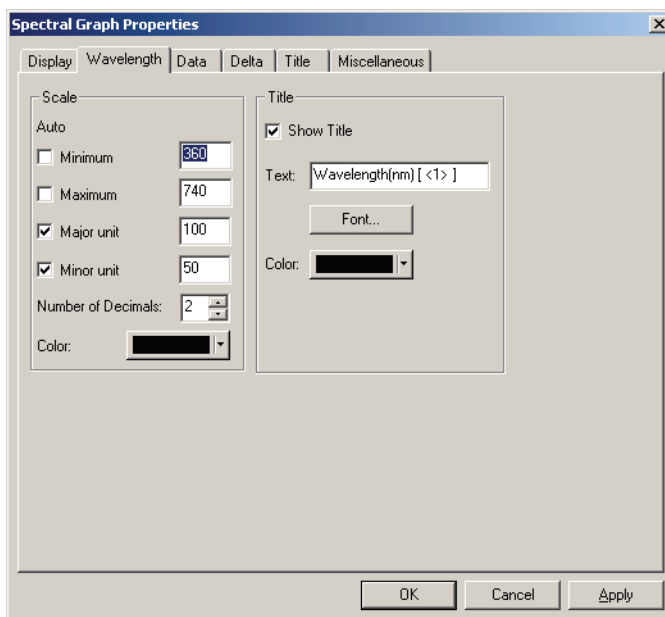 Spectral Graph Properties
Display Wavelength Data Delta Title Miscellaneous
Scale
Auto
Minimum 360
Maximum 740
Major unit 100
Minor unit 50
Number of Decimals: 2
Color:
Title
Show Title
Text: Wavelength(nm) [ <1> ]
Font...
Color:
OK Cancel Apply